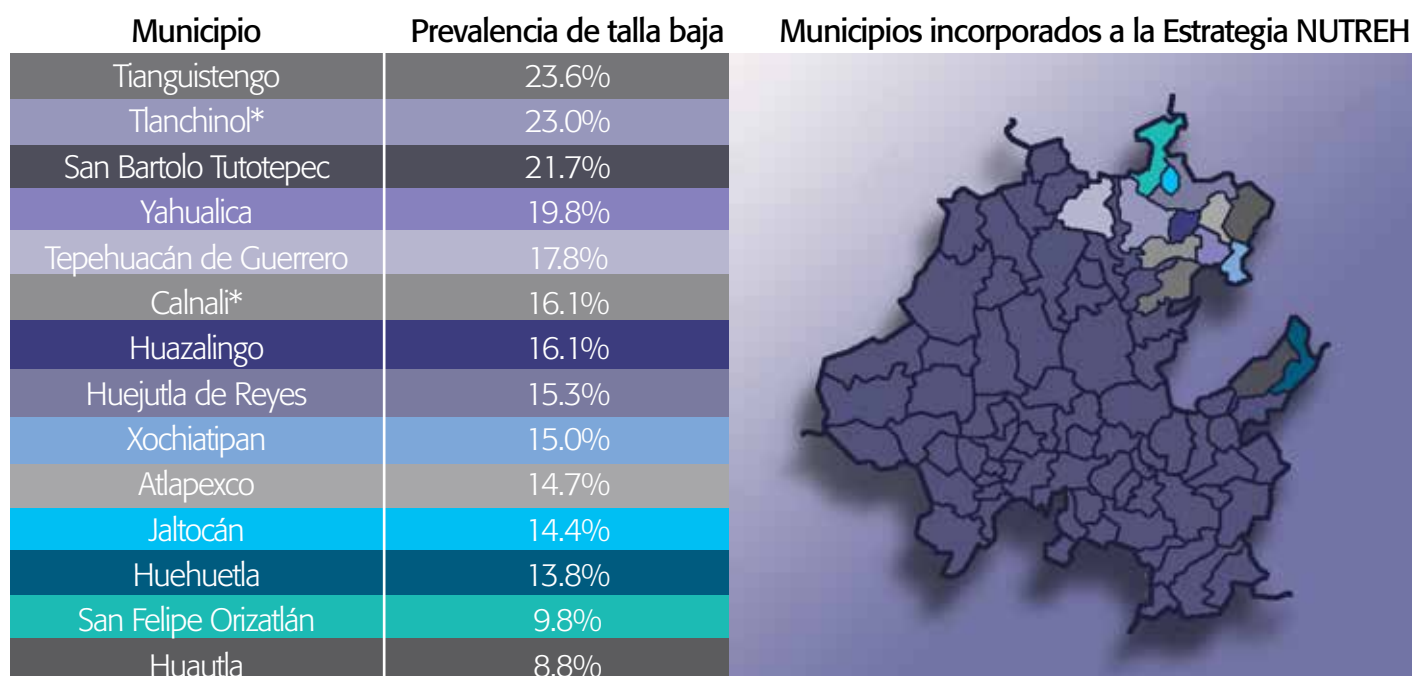 Municipio Prevalencia de talla baja Municipios incorporados a la Estrategia NUTREH
Tianguistengo 23.6%
Tlanchinol* 23.0%
San Bartolo Tutotepec 21.7%
Yahualica 19.8%
Tepehuacán de Guerrero 17.8%
Calnali* 16.1%
Huazalingo 16.1%
Huejutla de Reyes 15.3%
Xochiatipan 15.0%
Atlapexco 14.7%
Jaltocán 14.4%
Huehuetla 13.8%
San Felipe Orizatlán 9.8%
Huautla 8.8%